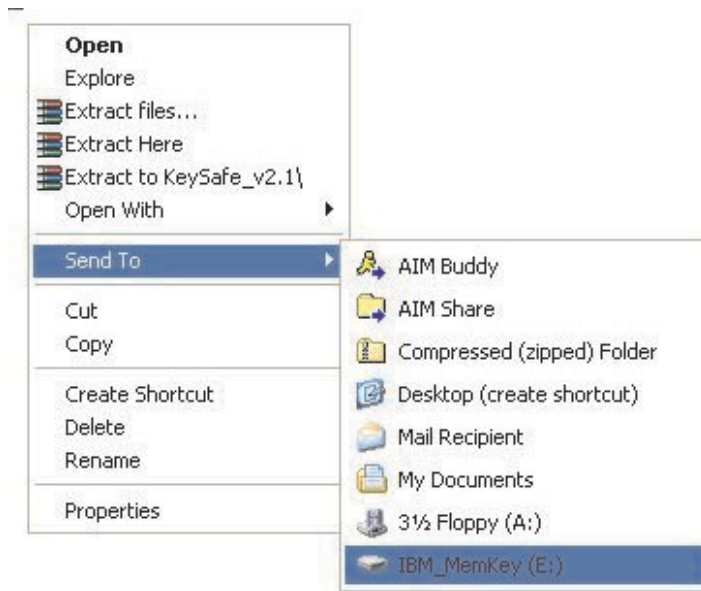 Open
Explore
Extract files...
Extract Here
Extract to KeySafe_v2.1\
Open With
Send To
Cut
Copy
Create Shortcut
Delete
Rename
Properties
AIM Buddy
AIM Share
Compressed (zipped) Folder
Desktop (create shortcut)
Mail Recipient
My Documents
3½ Floppy (A:)
IBM_MemKey (E:)